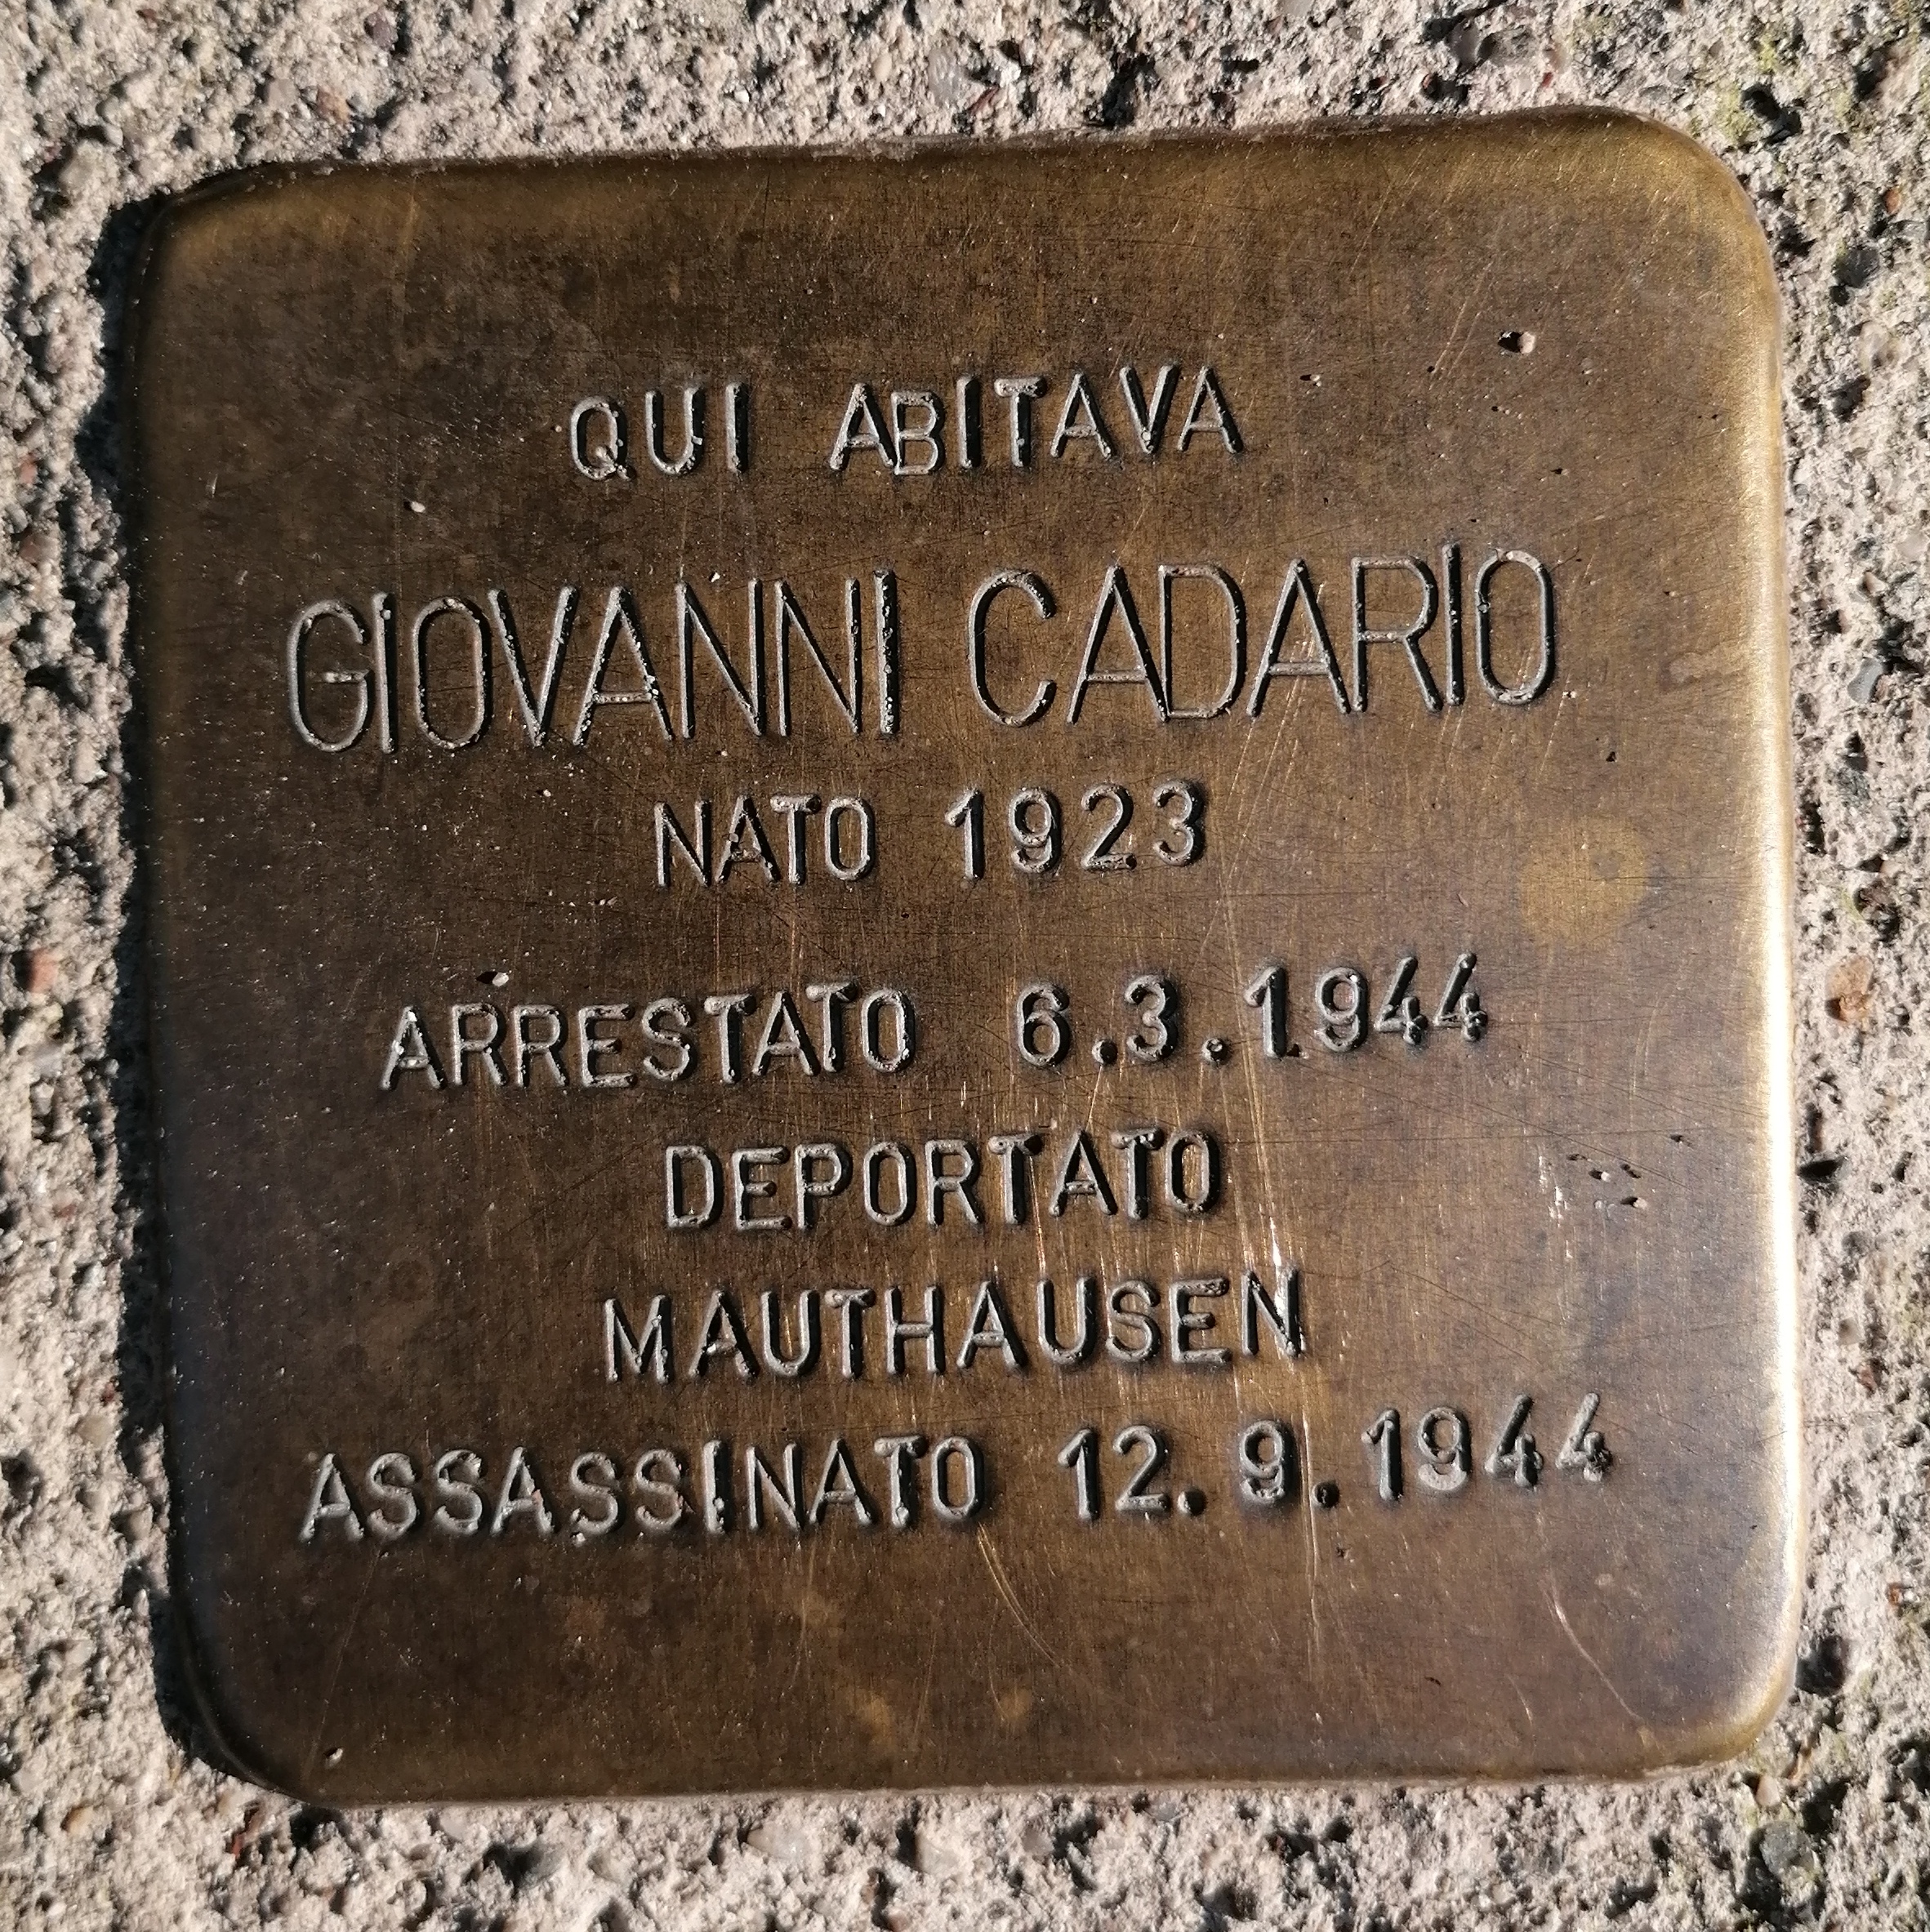 QUI ABITAVA
GIOVANNI CADARIO
NATO 1923
ARRESTATO 6.3.1944
DEPORTATO
MAUTHAUSEN
ASSASSINATO 12.9.1944